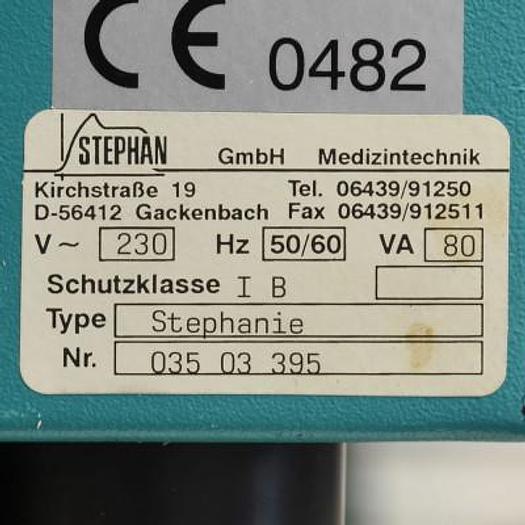 CE 0482
STEPHAN GmbH Medizintechnik
Kirchstraße 19 Tel. 06439/91250
D-56412 Gackenbach Fax 06439/912511
V~ 230 Hz 50/60 VA 80
Schutzklasse I B
Type Stephanie
Nr. 035 03 395